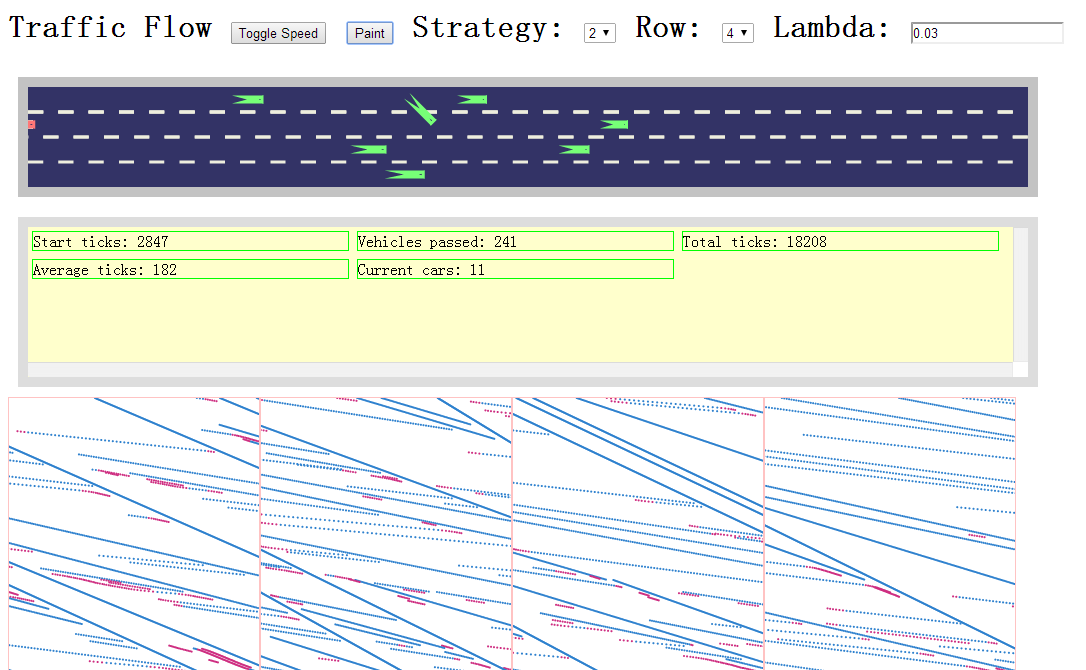 Traffic Flow Toggle Speed Paint Strategy: 2 Row: 4 Lambda: 0.03
Start ticks: 2847 Vehicles passed: 241 Total ticks: 18208
Average ticks: 182 Current cars: 11